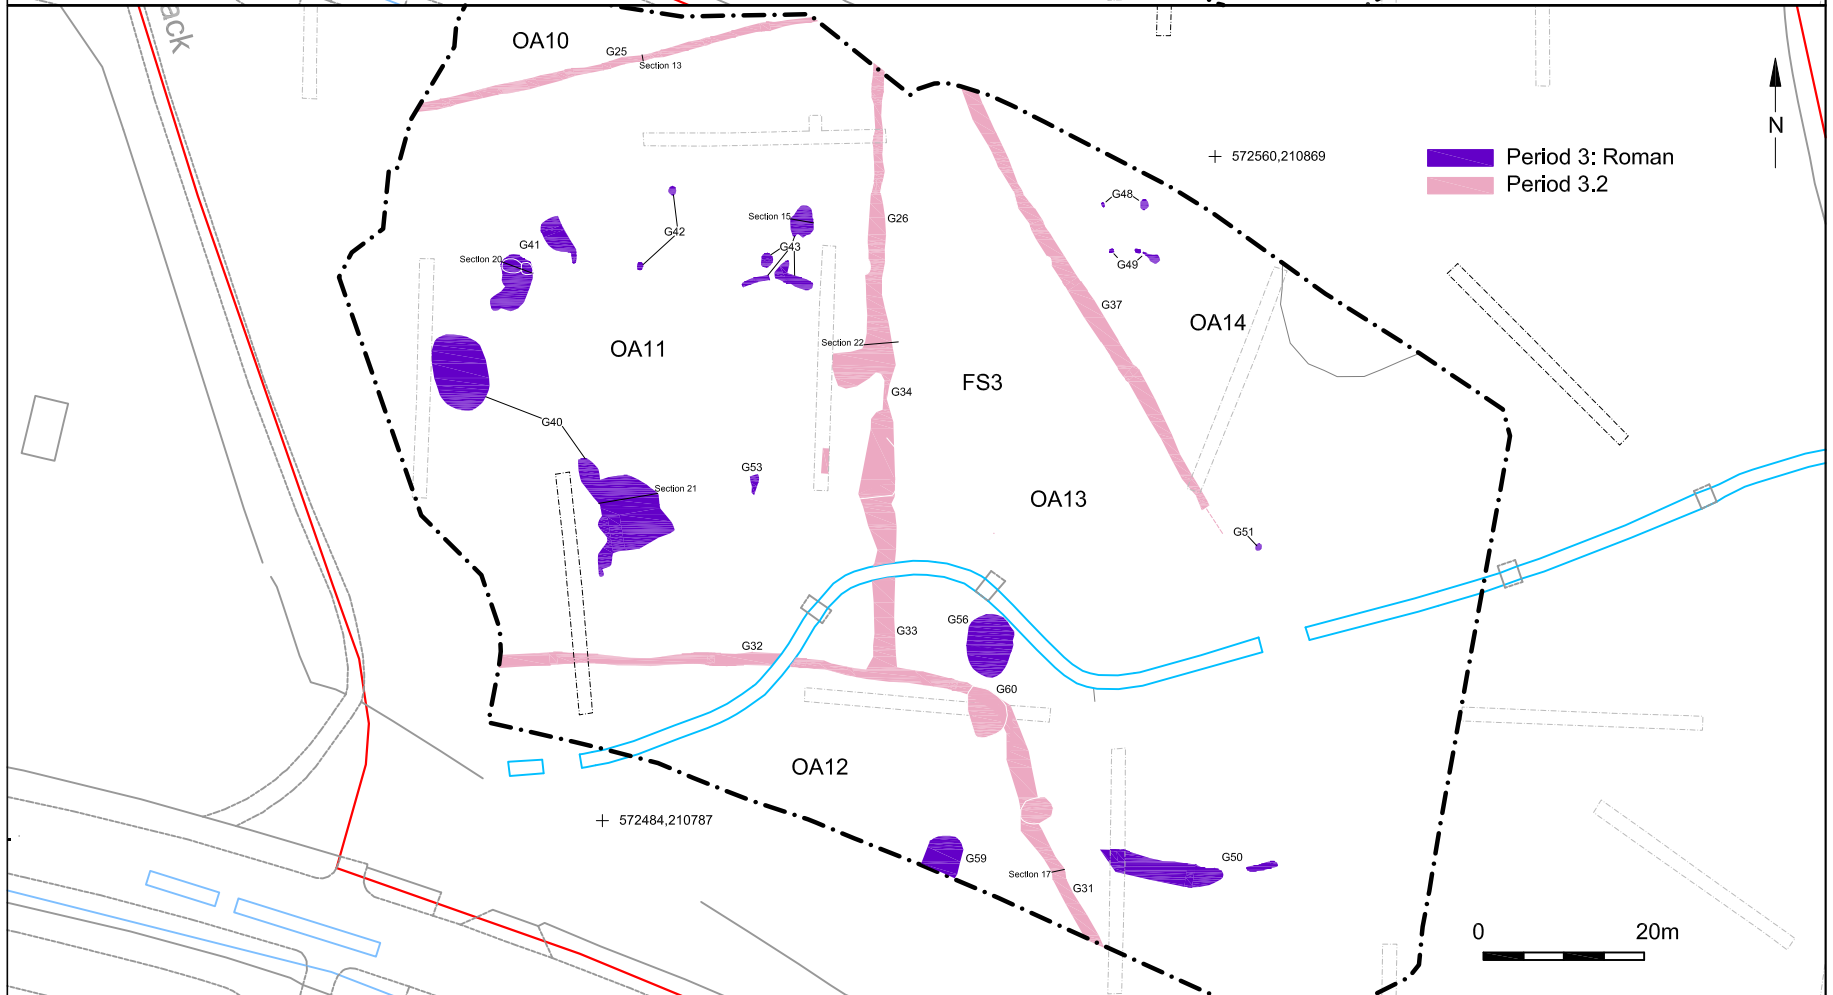 ack
OA10
G25
Section 13
N
572560,210869
Period 3: Roman
Period 3.2
G48
Section 15
G26
G42
G41
G43
Section 20
G49
G37
OA14
Section 22
OA11
FS3
G34
G40
G53
Section 21
OA13
G51
G56
G33
G32
G60
OA12
572484,210787
G59
G50
Section 17
G31
0 20m